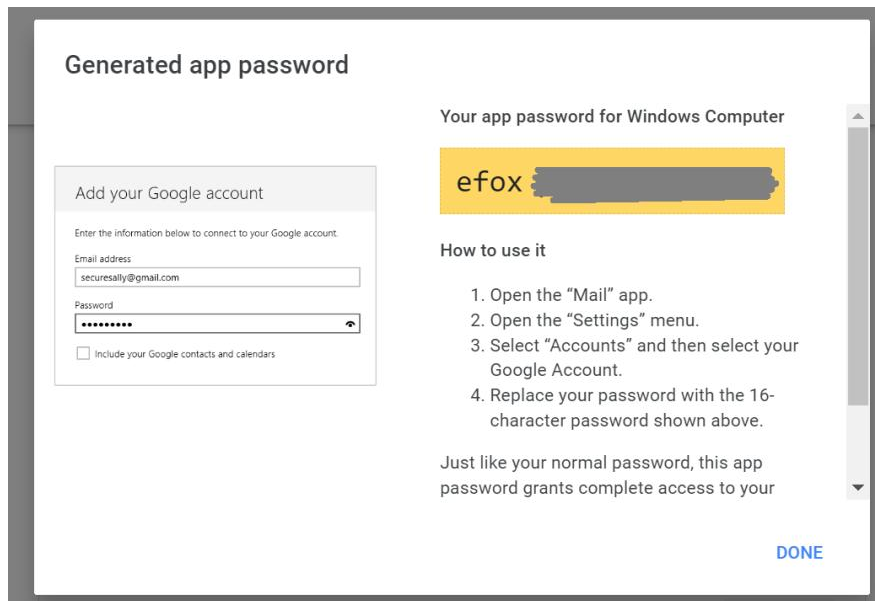 Generated app password
Add your Google account
Enter the information below to connect to your Google account.
Email address
securesally@gmail.com
Password
•••••••••
Include your Google contacts and calendars
Your app password for Windows Computer
efox
How to use it
1. Open the “Mail” app.
2. Open the “Settings” menu.
3. Select “Accounts” and then select your
Google Account.
4. Replace your password with the 16-
character password shown above.
Just like your normal password, this app
password grants complete access to your
DONE